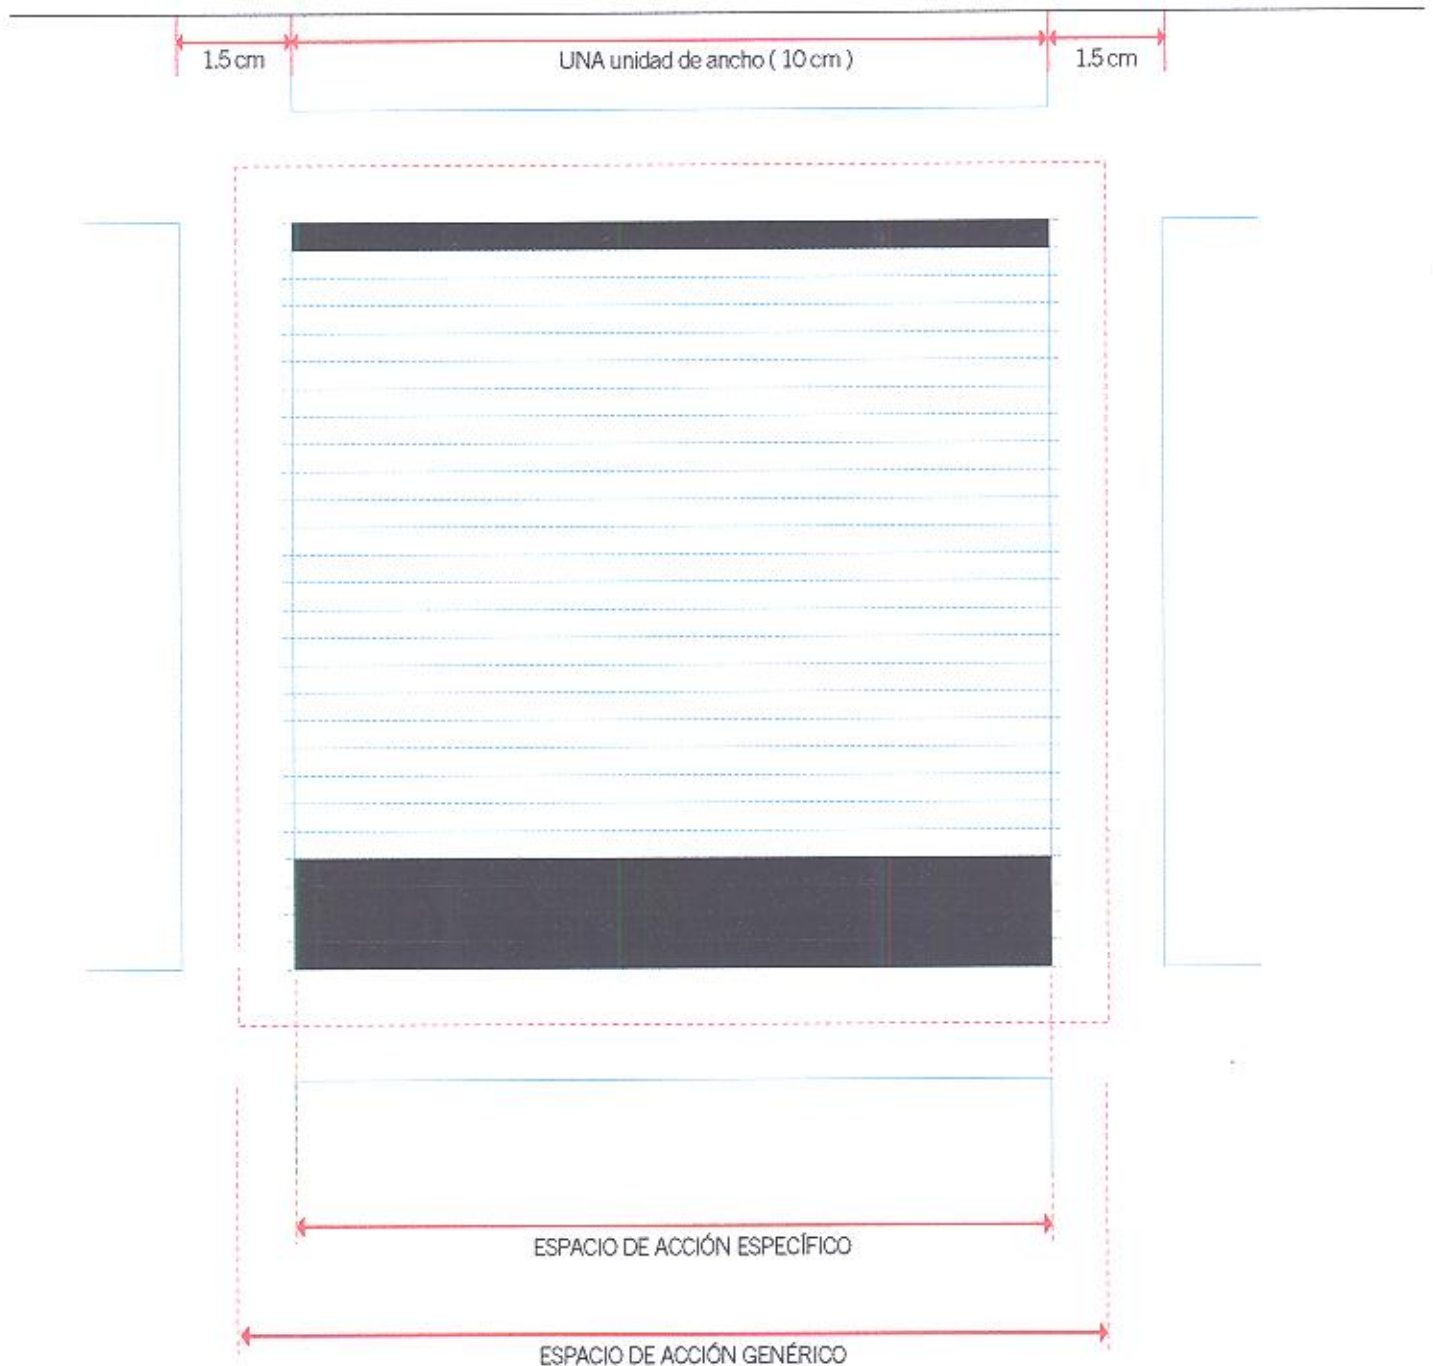 1.5 cm
UNA unidad de ancho ( 10 cm )
1.5 cm
ESPACIO DE ACCIÓN ESPECÍFICO
ESPACIO DE ACCIÓN GENÉRICO